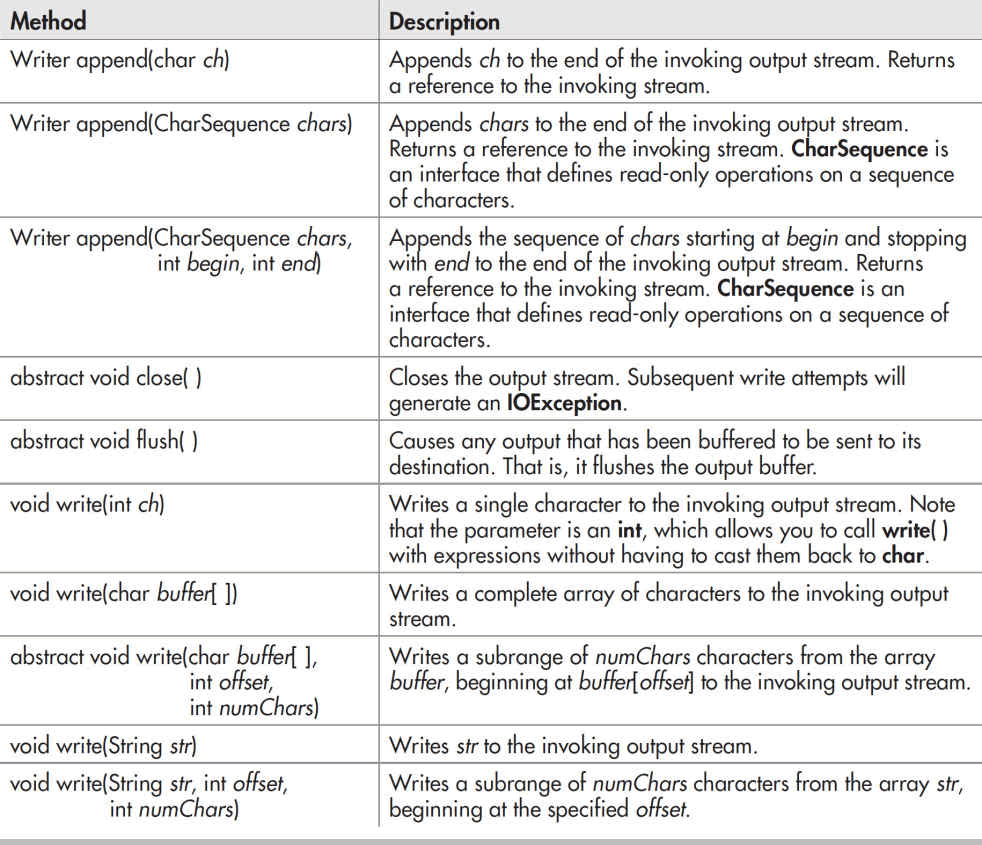 Method Description
Writer append(char ch) Appends ch to the end of the invoking output stream. Returns
a reference to the invoking stream.
Writer append(CharSequence chars) Appends chars to the end of the invoking output stream.
Returns a reference to the invoking stream. CharSequence is
an interface that defines read-only operations on a sequence
of characters.
Writer append(CharSequence chars, Appends the sequence of chars starting at begin and stopping
int begin, int end) with end to the end of the invoking output stream. Returns
a reference to the invoking stream. CharSequence is an
interface that defines read-only operations on a sequence of
characters.
abstract void close( ) Closes the output stream. Subsequent write attempts will
generate an IOException.
abstract void flush( ) Causes any output that has been buffered to be sent to its
destination. That is, it flushes the output buffer.
void write(int ch) Writes a single character to the invoking output stream. Note
that the parameter is an int, which allows you to call write( )
with expressions without having to cast them back to char.
void write(char buffer[ ]) Writes a complete array of characters to the invoking output
stream.
abstract void write(char buffer[ ], Writes a subrange of numChars characters from the array
int offset, buffer, beginning at buffer[offset] to the invoking output stream.
int numChars)
void write(String str) Writes str to the invoking output stream.
void write(String str, int offset, Writes a subrange of numChars characters from the array str,
int numChars) beginning at the specified offset.